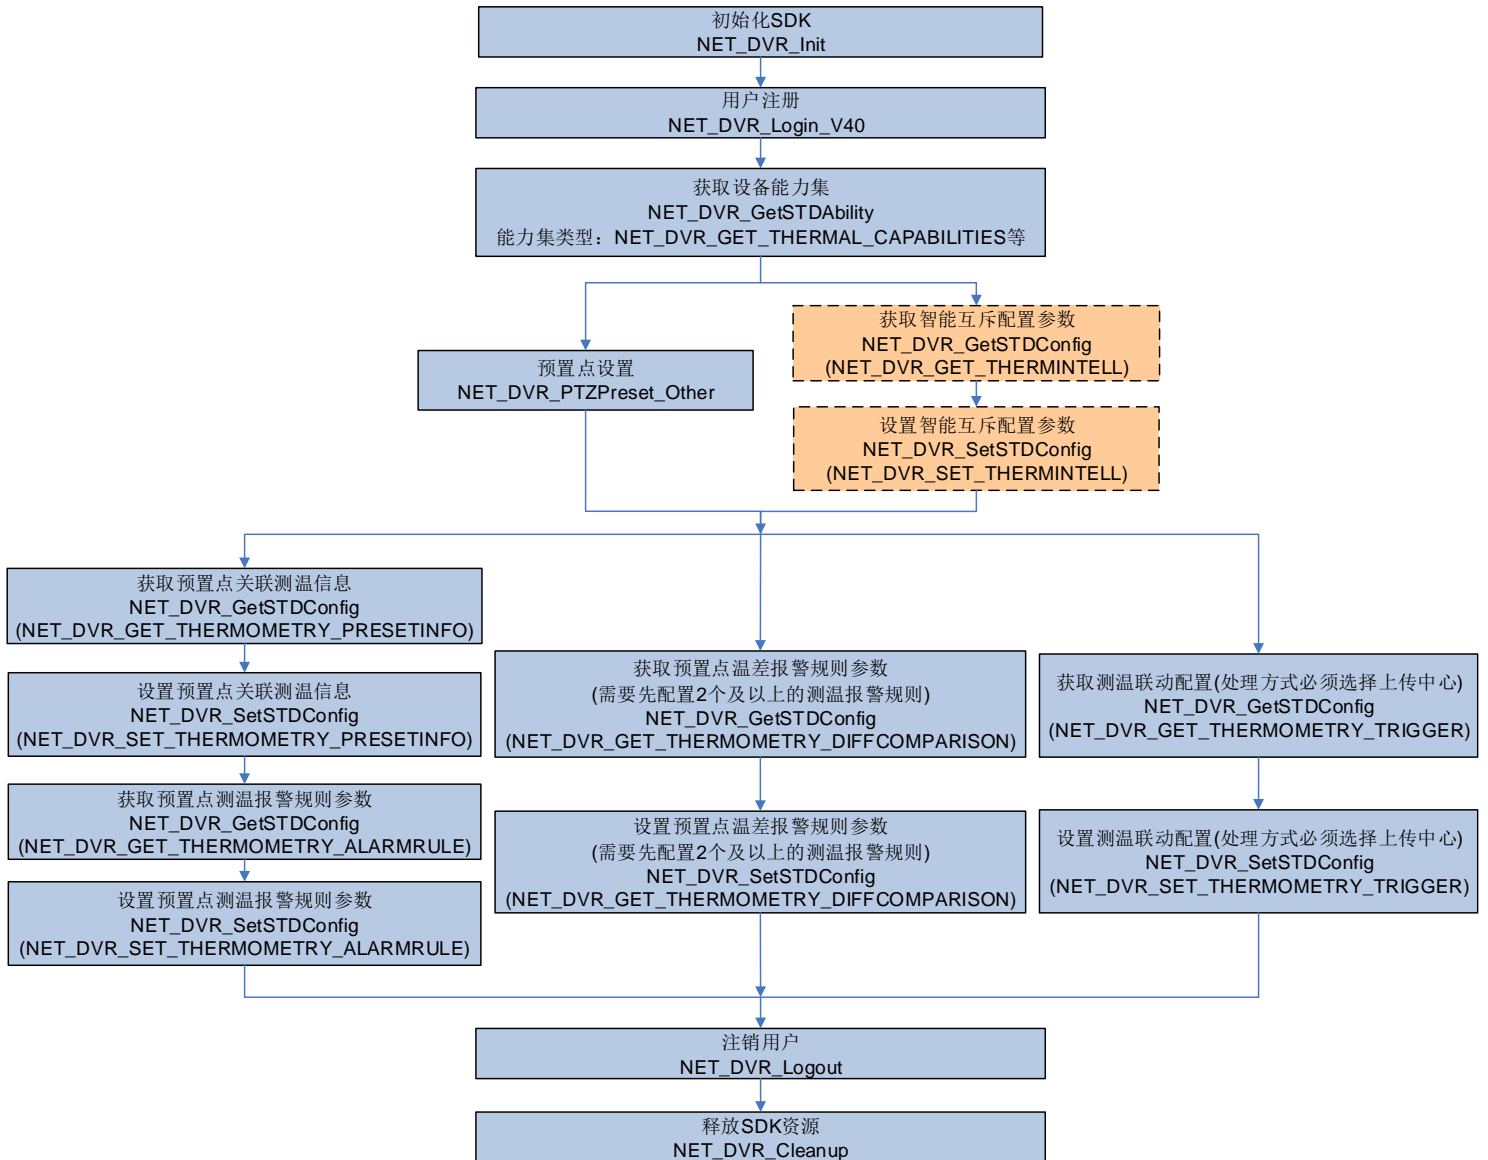 初始化SDK
NET_DVR_Init
用户注册
NET_DVR_Login_V40
获取设备能力集
NET_DVR_GetSTDAbility
能力集类型：NET_DVR_GET_THERMAL_CAPABILITIES等
预置点设置
NET_DVR_PTZPreset_Other
获取智能互斥配置参数
NET_DVR_GetSTDConfig
(NET_DVR_GET_THERMINTELL)
设置智能互斥配置参数
NET_DVR_SetSTDConfig
(NET_DVR_SET_THERMINTELL)
获取预置点关联测温信息
NET_DVR_GetSTDConfig
(NET_DVR_GET_THERMOMETRY_PRESETINFO)
设置预置点关联测温信息
NET_DVR_SetSTDConfig
(NET_DVR_SET_THERMOMETRY_PRESETINFO)
获取预置点测温报警规则参数
NET_DVR_GetSTDConfig
(NET_DVR_GET_THERMOMETRY_ALARMRULE)
设置预置点测温报警规则参数
NET_DVR_SetSTDConfig
(NET_DVR_SET_THERMOMETRY_ALARMRULE)
获取预置点温差报警规则参数
(需要先配置2个及以上的测温报警规则)
NET_DVR_GetSTDConfig
(NET_DVR_GET_THERMOMETRY_DIFFCOMPARISON)
设置预置点温差报警规则参数
(需要先配置2个及以上的测温报警规则)
NET_DVR_SetSTDConfig
(NET_DVR_GET_THERMOMETRY_DIFFCOMPARISON)
获取测温联动配置(处理方式必须选择上传中心)
NET_DVR_GetSTDConfig
(NET_DVR_GET_THERMOMETRY_TRIGGER)
设置测温联动配置(处理方式必须选择上传中心)
NET_DVR_SetSTDConfig
(NET_DVR_SET_THERMOMETRY_TRIGGER)
注销用户
NET_DVR_Logout
释放SDK资源
NET_DVR_Cleanup